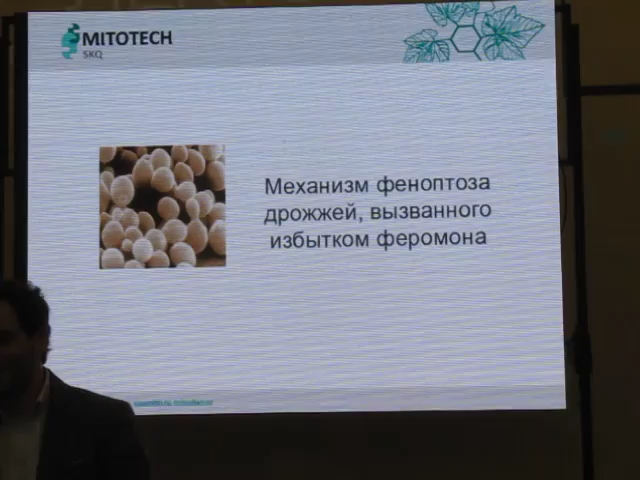 MITOTECH
SKQ
Механизм феноптоза
дрожжей, вызванного
избытком феромона